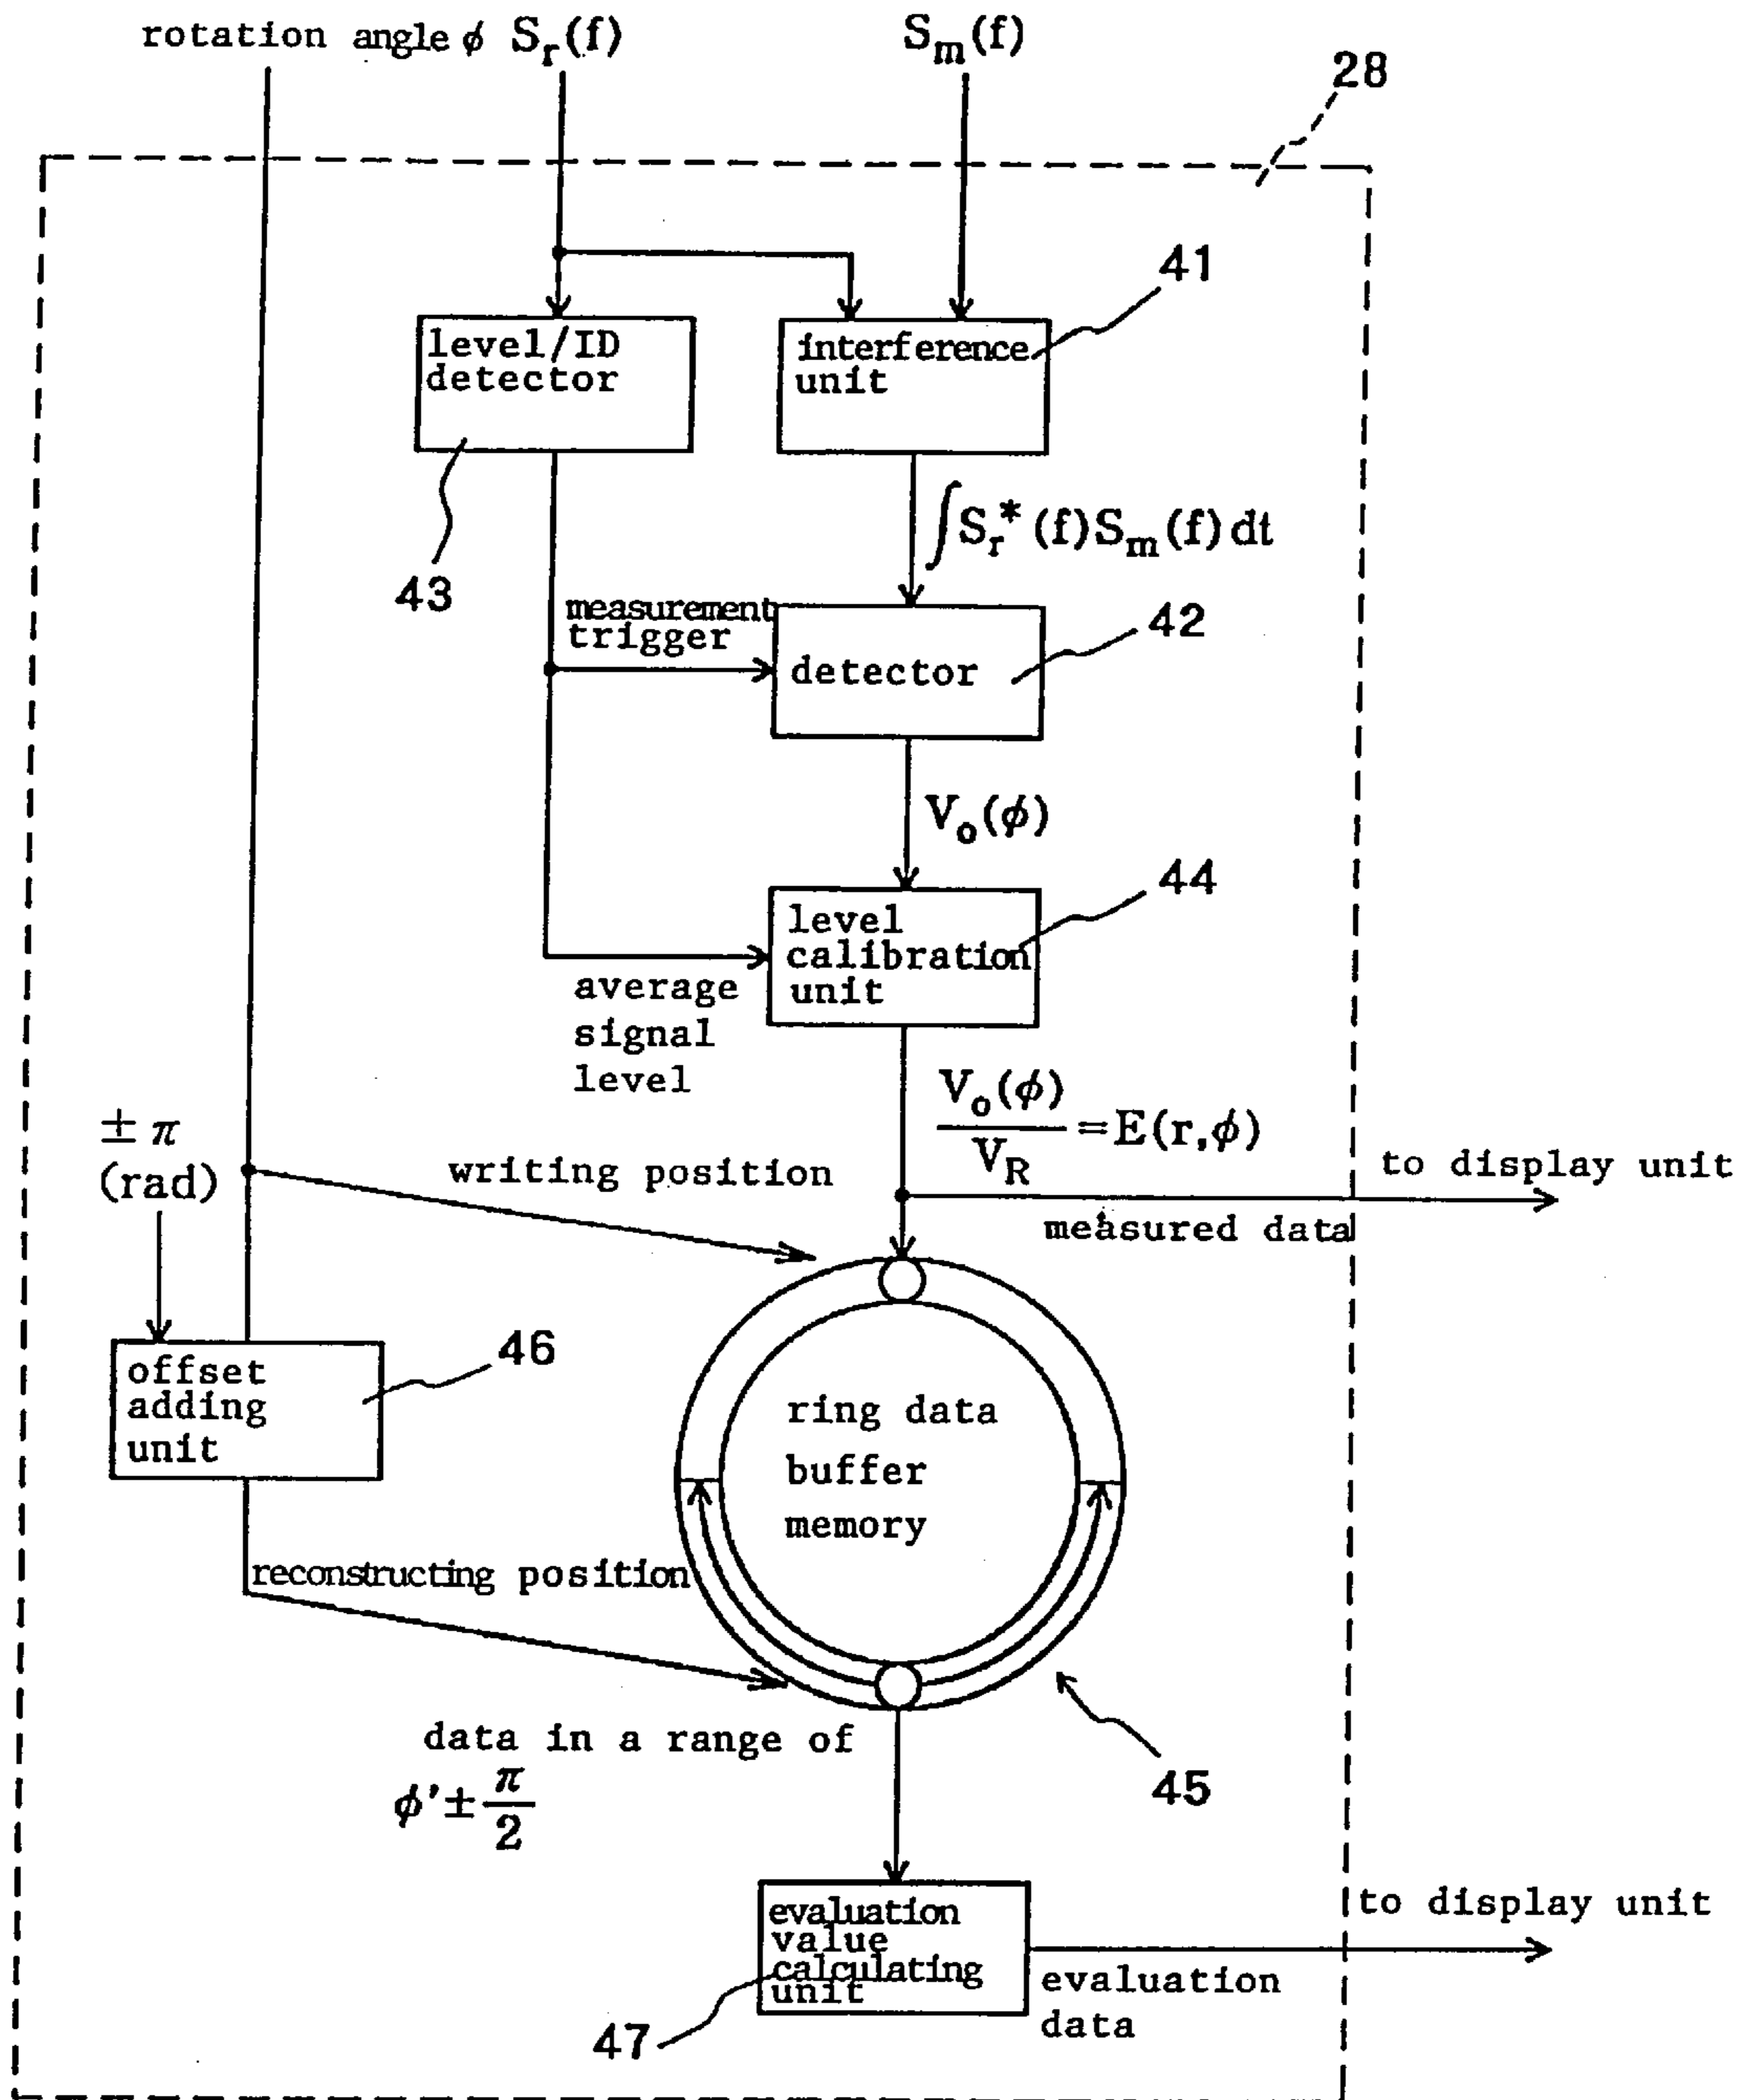 rotation angle ϕ S_r(f)
S_m(f)
28
41
level/ID
detector
interference
unit
∫S_r*(f)S_m(f)dt
43
measurement
trigger
42
detector
V_o(ϕ)
44
level
calibration
unit
average
signal
level
V_o(ϕ)/V_R=E(r,ϕ)
±π
(rad)
writing position
to display unit
measured data
46
offset
adding
unit
ring data
buffer
memory
reconstructing position
data in a range of
ϕ'±π/2
45
evaluation
value
calculating
unit
to display unit
evaluation
data
47